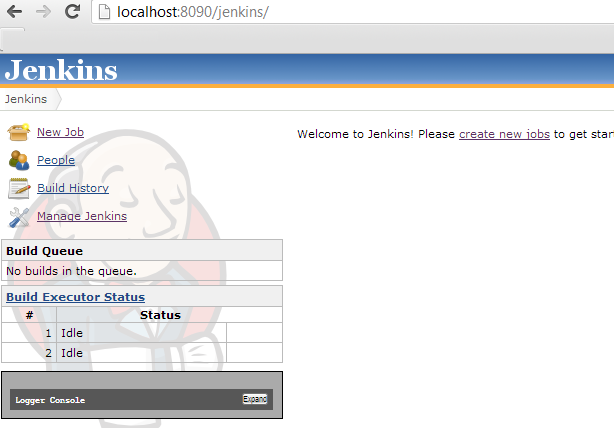 localhost:8090/jenkins/
Jenkins
Jenkins
New Job
People
Build History
Manage Jenkins
Build Queue
No builds in the queue.
Build Executor Status
# Status
1 Idle
2 Idle
Logger Console Expand
Welcome to Jenkins! Please create new jobs to get star